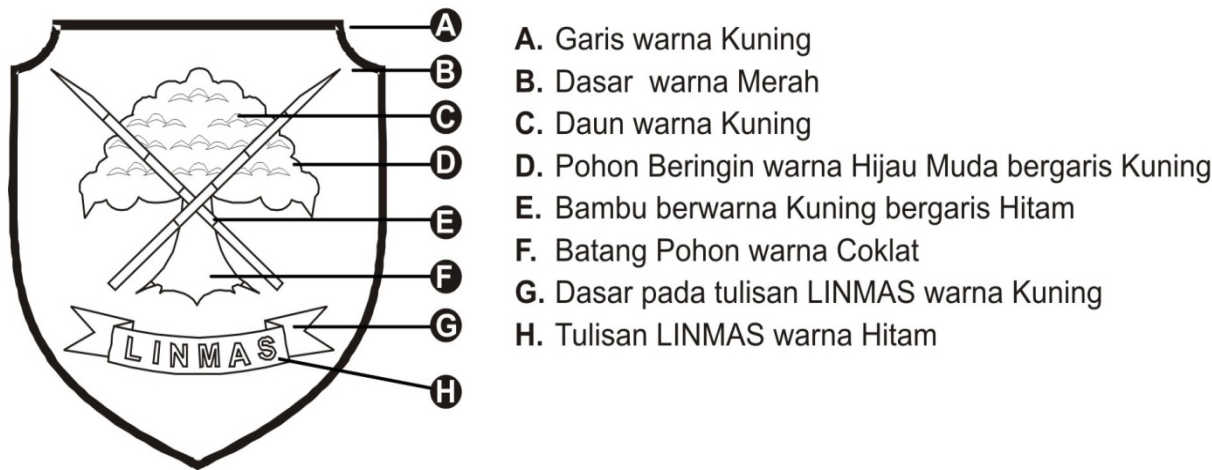 A
B
C
D
E
F
G
H
LINMAS
A. Garis warna Kuning
B. Dasar warna Merah
C. Daun warna Kuning
D. Pohon Beringin warna Hijau Muda bergaris Kuning
E. Bambu berwarna Kuning bergaris Hitam
F. Batang Pohon warna Coklat
G. Dasar pada tulisan LINMAS warna Kuning
H. Tulisan LINMAS warna Hitam